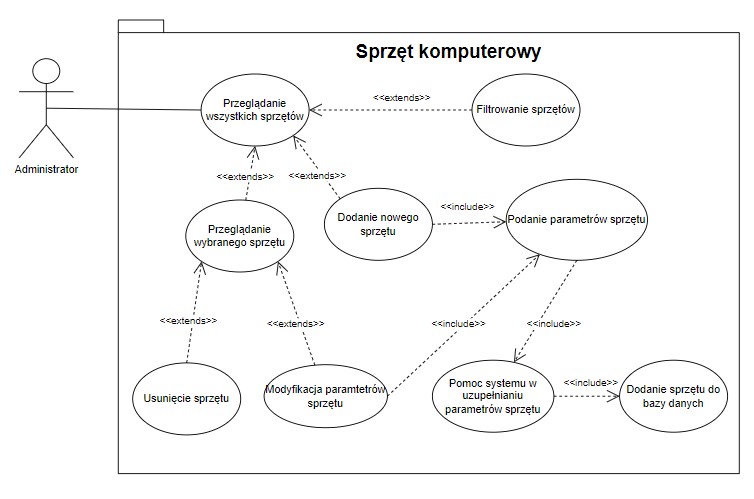 Sprzęt komputerowy
Administrator
Przeglądanie
wszystkich sprzętów
<<extends>>
Filtrowanie sprzętów
<<extends>>
<<extends>>
Przeglądanie
wybranego sprzętu
Dodanie nowego
sprzętu
<<include>>
Podanie parametrów sprzętu
<<extends>>
<<extends>>
<<include>>
<<include>>
Usunięcie sprzętu
Modyfikacja paramtetrów
sprzętu
Pomoc systemu w
uzupełnianiu
parametrów sprzętu
<<include>>
Dodanie sprzętu do
bazy danych